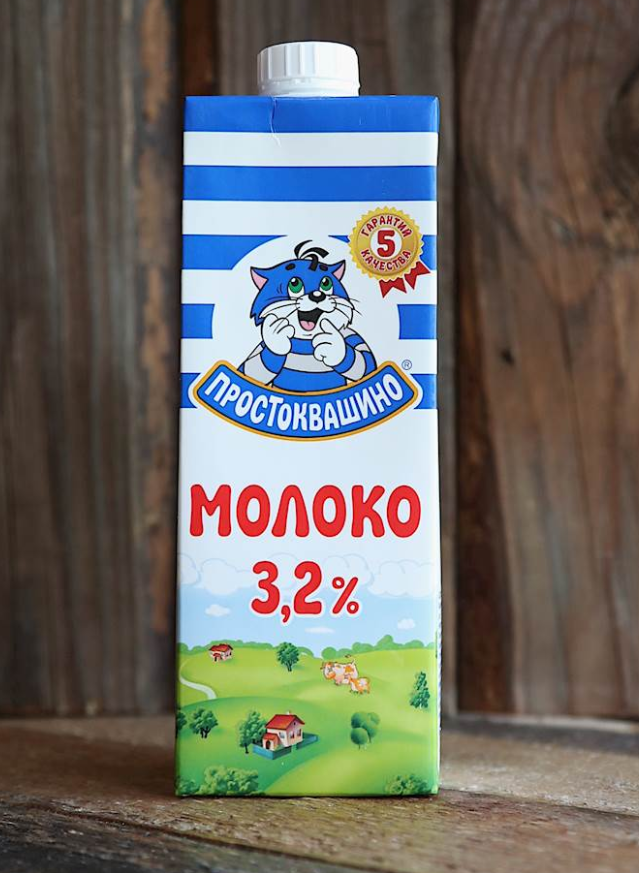 ГАРАНТИЯ
5
КАЧЕСТВА
ПРОСТОКВАШИНО®
МОЛОКО
3,2%